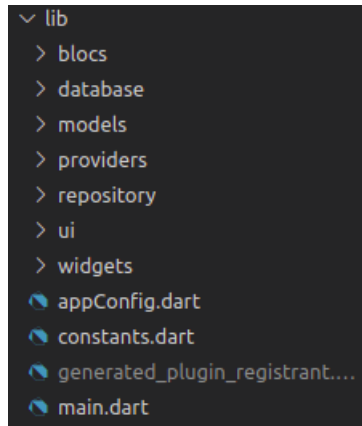 lib
blocs
database
models
providers
repository
ui
widgets
appConfig.dart
constants.dart
generated_plugin_registrant....
main.dart